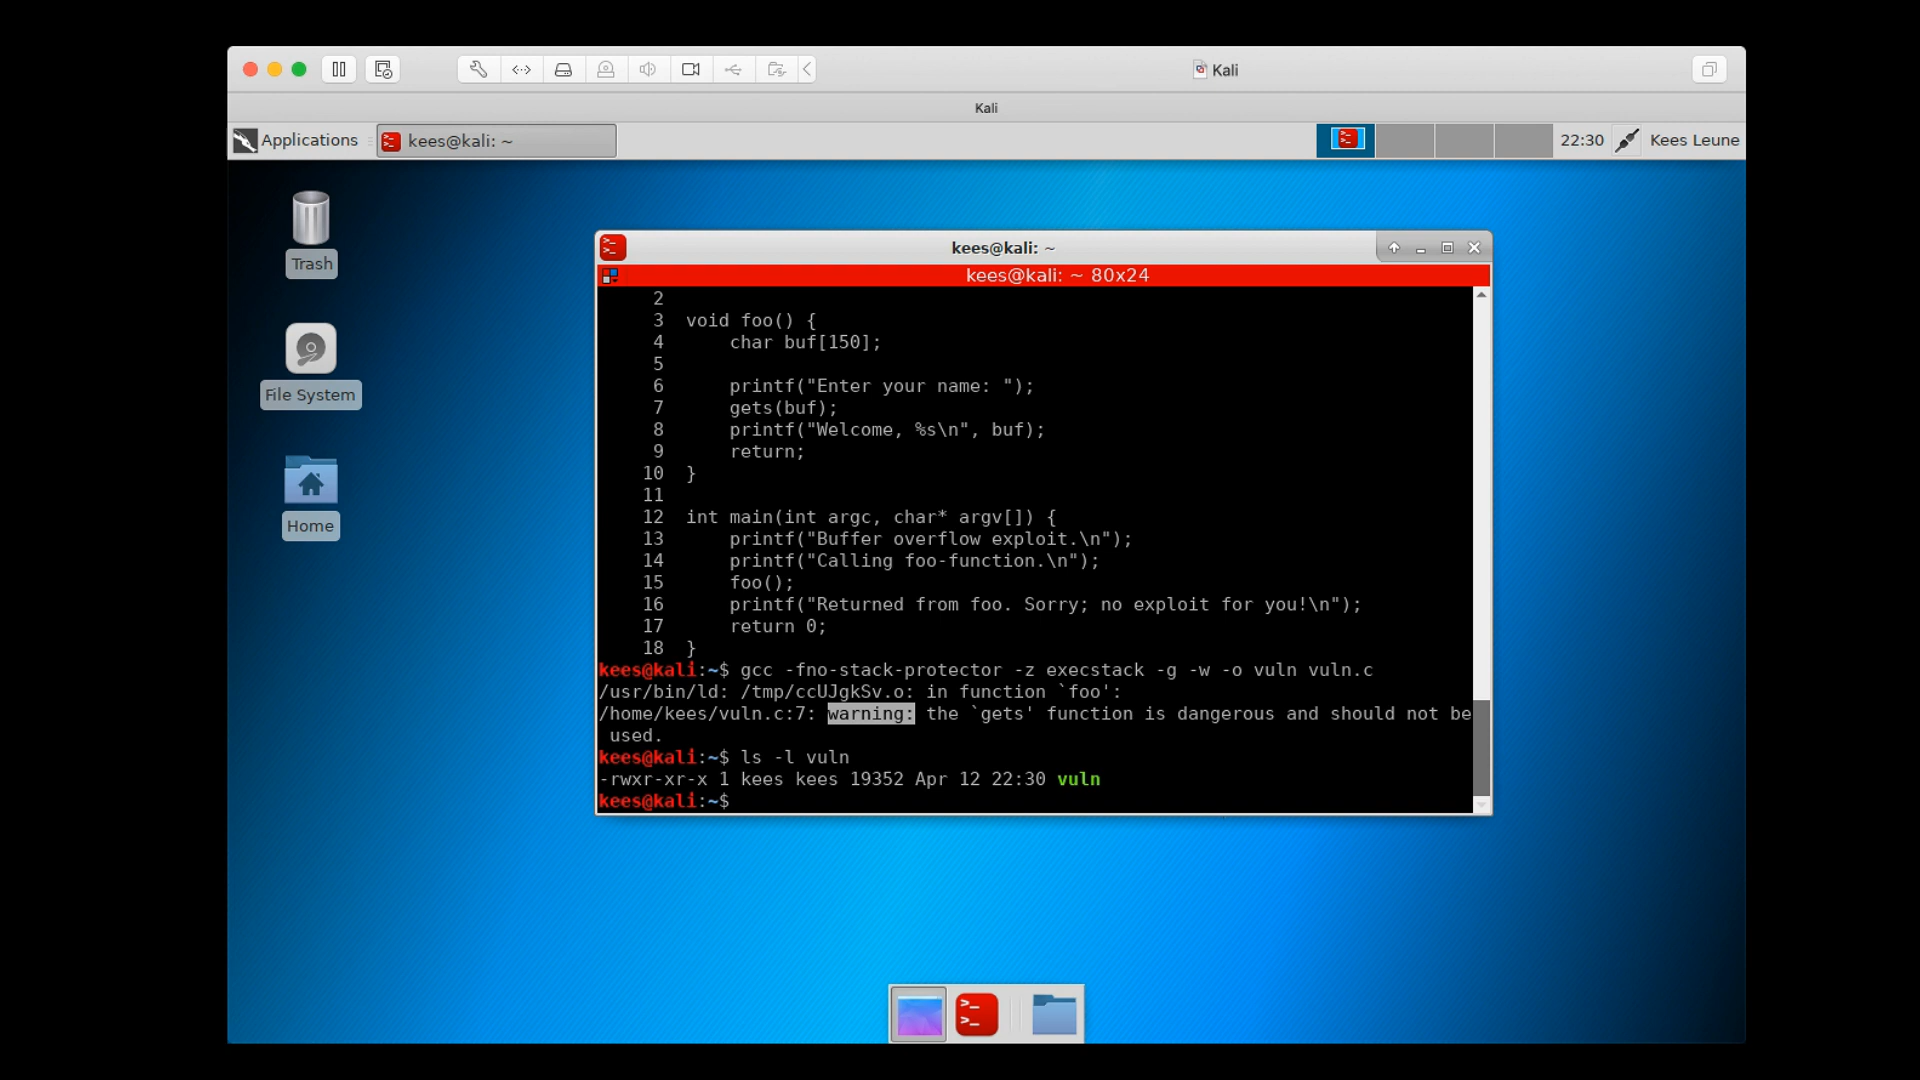 Kali
Kali
Applications
kees@kali: ~
22:30
Kees Leune
Trash
File System
Home
kees@kali: ~
kees@kali: ~ 80x24
2
3 void foo() {
4     char buf[150];
5
6     printf("Enter your name: ");
7     gets(buf);
8     printf("Welcome, %s\n", buf);
9     return;
10 }
11
12 int main(int argc, char* argv[]) {
13     printf("Buffer overflow exploit.\n");
14     printf("Calling foo-function.\n");
15     foo();
16     printf("Returned from foo. Sorry; no exploit for you!\n");
17     return 0;
18 }
kees@kali:~$ gcc -fno-stack-protector -z execstack -g -w -o vuln vuln.c
/usr/bin/ld: /tmp/ccUJgkSv.o: in function `foo':
/home/kees/vuln.c:7: warning: the `gets' function is dangerous and should not be
 used.
kees@kali:~$ ls -l vuln
-rwxr-xr-x 1 kees kees 19352 Apr 12 22:30 vuln
kees@kali:~$